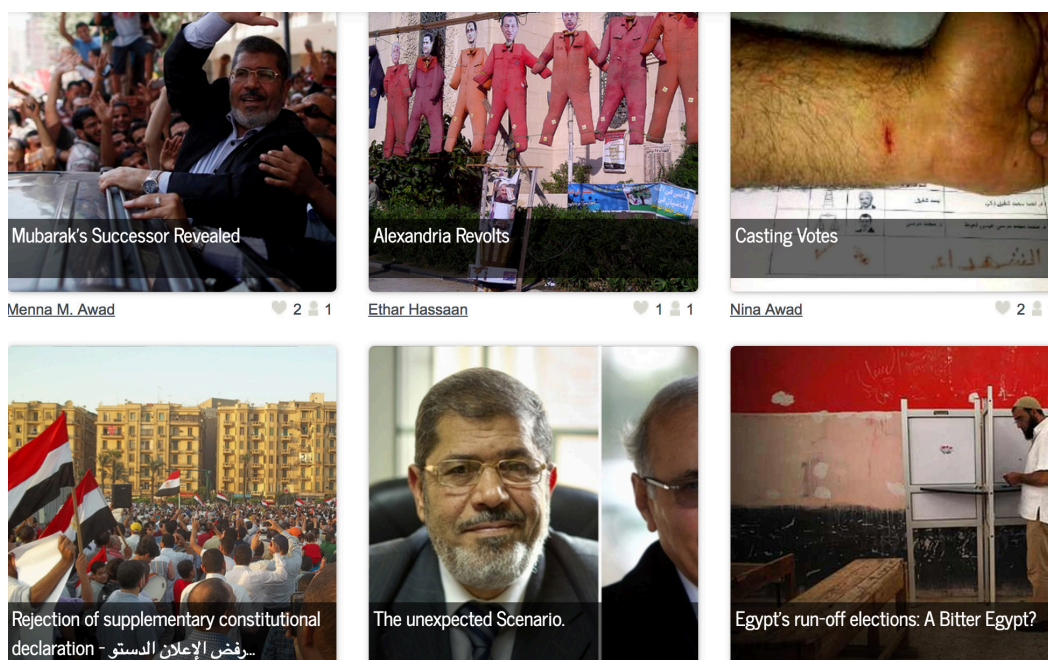 Mubarak's Successor Revealed
Alexandria Revolts
Casting Votes
Menna M. Awad
2
1
Ethar Hassaan
1
1
Nina Awad
2
الشهداء
Rejection of supplementary constitutional
declaration - رفض الإعلان الدستو...
The unexpected Scenario.
Egypt's run-off elections: A Bitter Egypt?